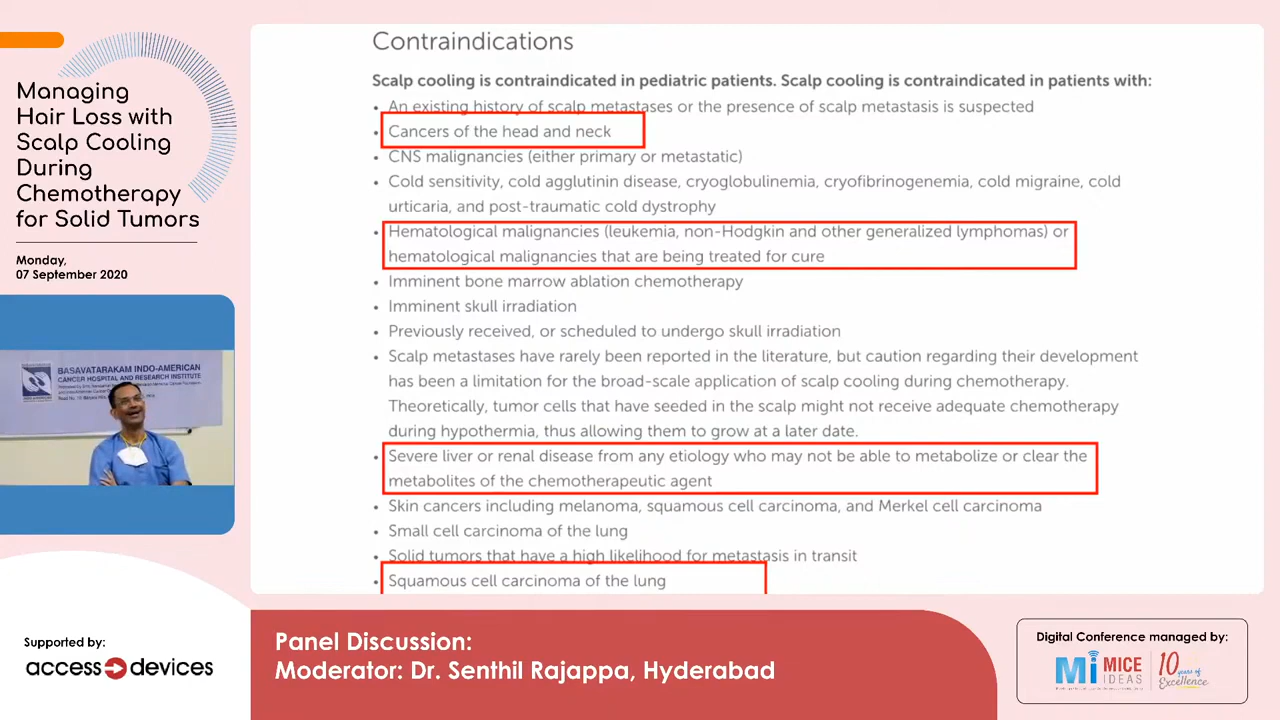 Managing
Hair Loss with
Scalp Cooling
During
Chemotherapy
for Solid Tumors
Monday,
07 September 2020
BASAVATARAKAM INDO-AMERICAN
CANCER HOSPITAL AND RESEARCH INSTITUTE
Supported by:
access devices
Contraindications
Scalp cooling is contraindicated in pediatric patients. Scalp cooling is contraindicated in patients with:
• An existing history of scalp metastases or the presence of scalp metastasis is suspected
• Cancers of the head and neck
• CNS malignancies (either primary or metastatic)
• Cold sensitivity, cold agglutinin disease, cryoglobulinemia, cryofibrinogenemia, cold migraine, cold
urticaria, and post-traumatic cold dystrophy
• Hematological malignancies (leukemia, non-Hodgkin and other generalized lymphomas) or
hematological malignancies that are being treated for cure
• Imminent bone marrow ablation chemotherapy
• Imminent skull irradiation
• Previously received, or scheduled to undergo skull irradiation
• Scalp metastases have rarely been reported in the literature, but caution regarding their development
has been a limitation for the broad-scale application of scalp cooling during chemotherapy.
Theoretically, tumor cells that have seeded in the scalp might not receive adequate chemotherapy
during hypothermia, thus allowing them to grow at a later date.
• Severe liver or renal disease from any etiology who may not be able to metabolize or clear the
metabolites of the chemotherapeutic agent
• Skin cancers including melanoma, squamous cell carcinoma, and Merkel cell carcinoma
• Small cell carcinoma of the lung
• Solid tumors that have a high likelihood for metastasis in transit
• Squamous cell carcinoma of the lung
Panel Discussion:
Moderator: Dr. Senthil Rajappa, Hyderabad
Digital Conference managed by:
Mi MICE
IDEAS
10 years of
Excellence